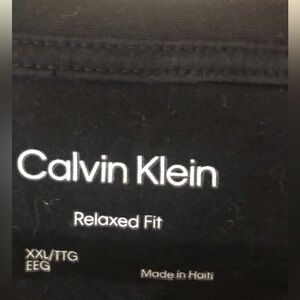 Calvin Klein
Relaxed Fit
XXL/TTG
EEG
Made in Haiti